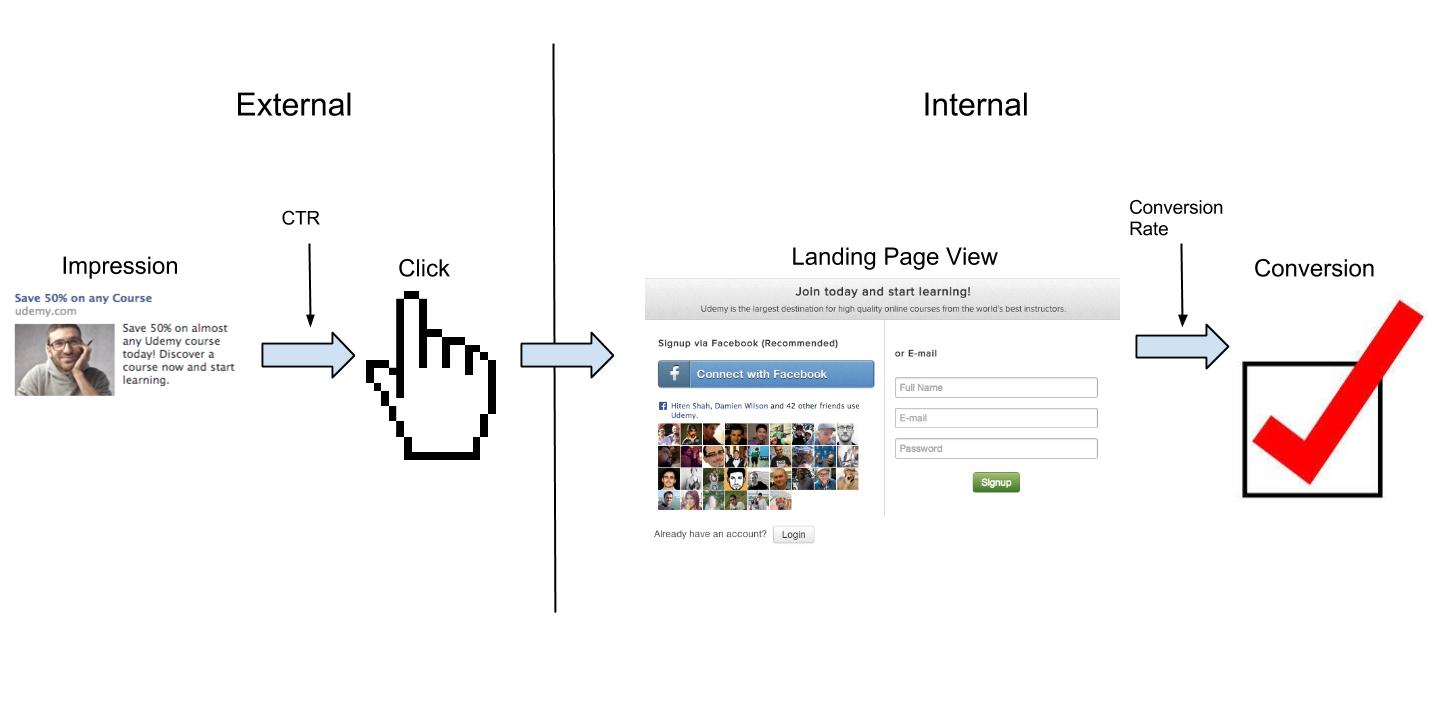 External
Internal
CTR
Impression
Click
Save 50% on any Course
udemy.com
Save 50% on almost
any Udemy course
today! Discover a
course now and start
learning.
Landing Page View
Join today and start learning!
Udemy is the largest destination for high quality online courses from the world's best instructors.
Signup via Facebook (Recommended)
f Connect with Facebook
f Hiten Shah, Damien Wilson and 42 other friends use
Udemy.
Already have an account? Login
or E-mail
Full Name
E-mail
Password
Signup
Conversion
Rate
Conversion